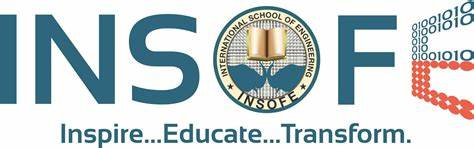 INSOFE
INTERNATIONAL SCHOOL OF ENGINEERING
INSOFE
Inspire...Educate...Transform.